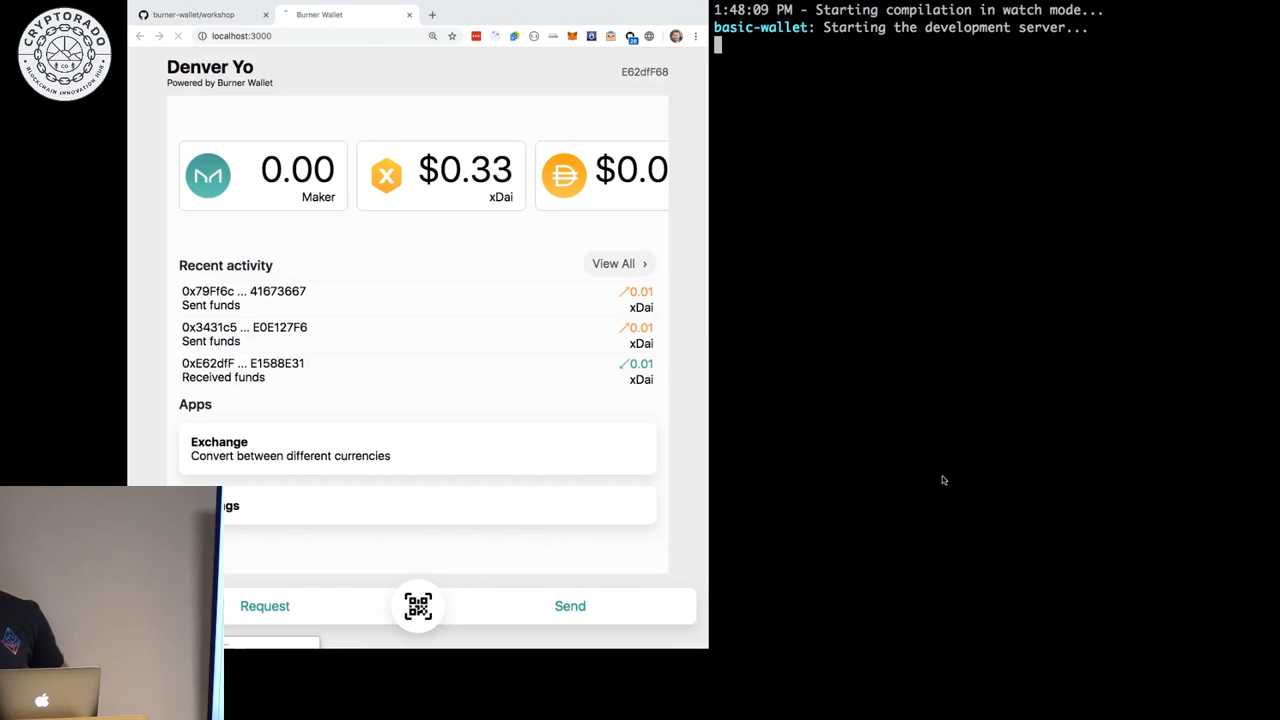 CRYPTORADO
BLOCKCHAIN INNOVATION HUB
CO
burner-wallet/workshop
Burner Wallet
localhost:3000
28
Denver Yo
Powered by Burner Wallet
E62dfF68
0.00
Maker
$0.33
xDai
$0.0
Recent activity
View All
0x79Ff6c ... 41673667
Sent funds
0.01
xDai
0x3431c5 ... E0E127F6
Sent funds
0.01
xDai
0xE62dfF ... E1588E31
Received funds
0.01
xDai
Apps
Exchange
Convert between different currencies
gs
Request
Send
1:48:09 PM - Starting compilation in watch mode...
basic-wallet: Starting the development server...